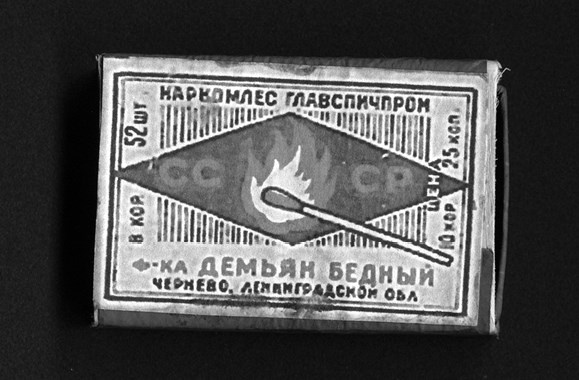 НАРКОМЛЕС ГЛАВСПИЧПРОМ
52 ШТ.
В КОР.
СС СР
ЦЕНА
10 КОР. 25 КОП.
Ф-КА ДЕМЬЯН БЕДНЫЙ
ЧЕРНЕВО, ЛЕНИНГРАДСКОЙ ОБЛ.